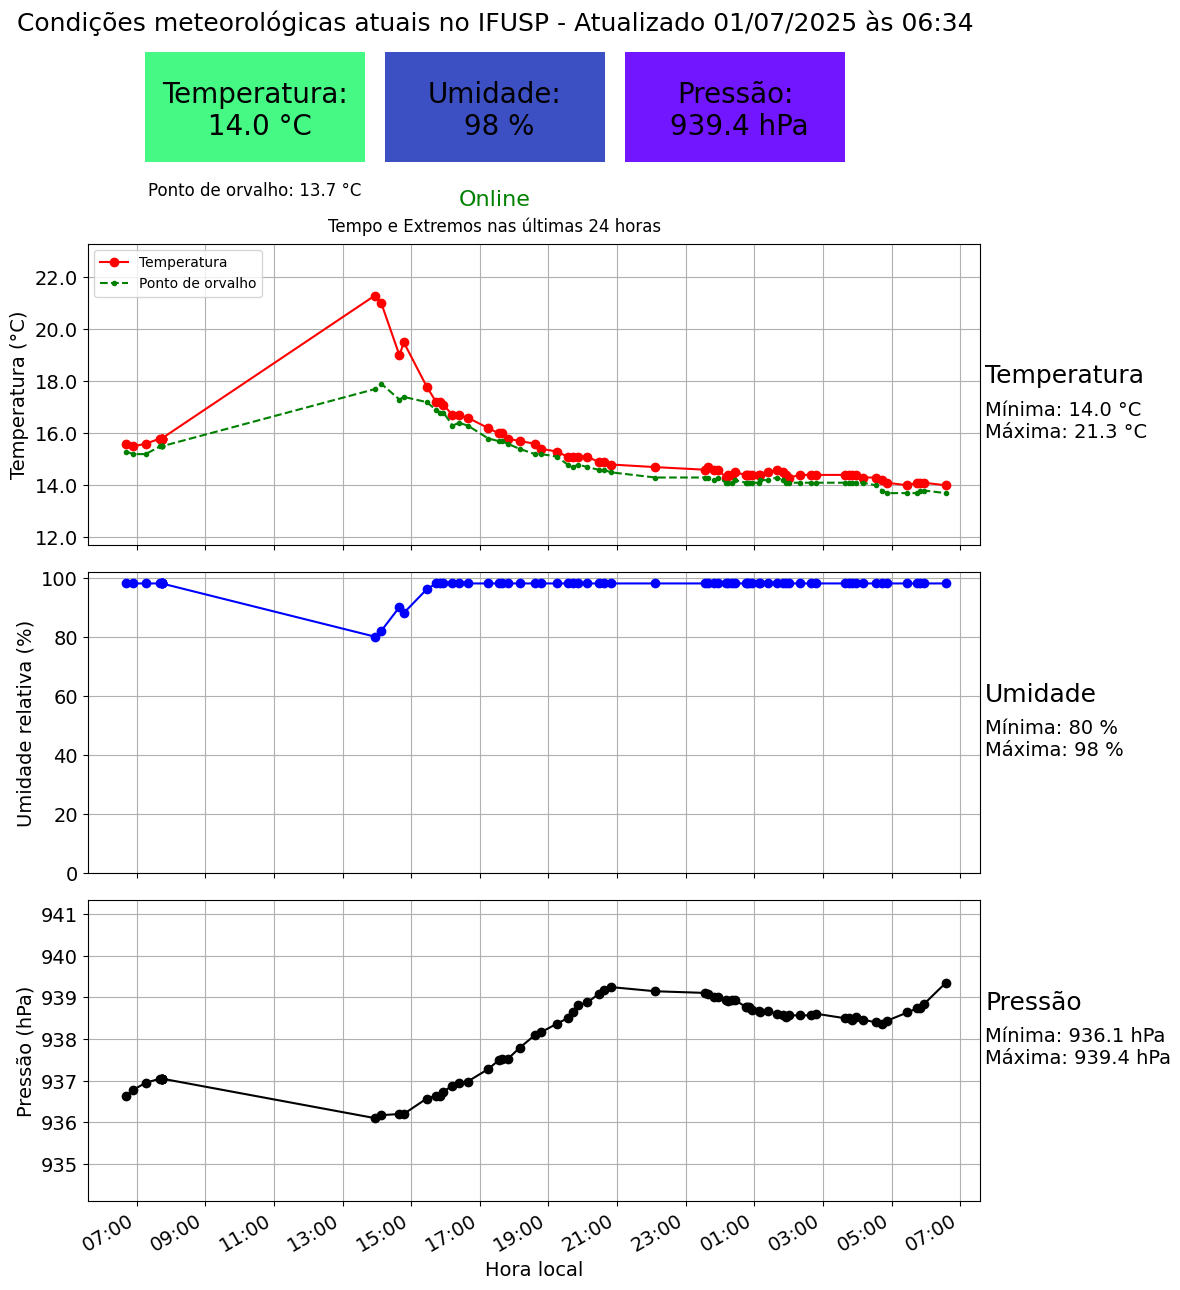 Condições meteorológicas atuais no IFUSP - Atualizado 01/07/2025 às 06:34
Temperatura:
14.0 °C
Umidade:
98 %
Pressão:
939.4 hPa
Ponto de orvalho: 13.7 °C
Online
Tempo e Extremos nas últimas 24 horas
Temperatura (°C)
22.0
20.0
18.0
16.0
14.0
12.0
Temperatura
Ponto de orvalho
Temperatura
Mínima: 14.0 °C
Máxima: 21.3 °C
Umidade relativa (%)
100
80
60
40
20
0
Umidade
Mínima: 80 %
Máxima: 98 %
Pressão (hPa)
941
940
939
938
937
936
935
Pressão
Mínima: 936.1 hPa
Máxima: 939.4 hPa
07:00 09:00 11:00 13:00 15:00 17:00 19:00 21:00 23:00 01:00 03:00 05:00 07:00
Hora local